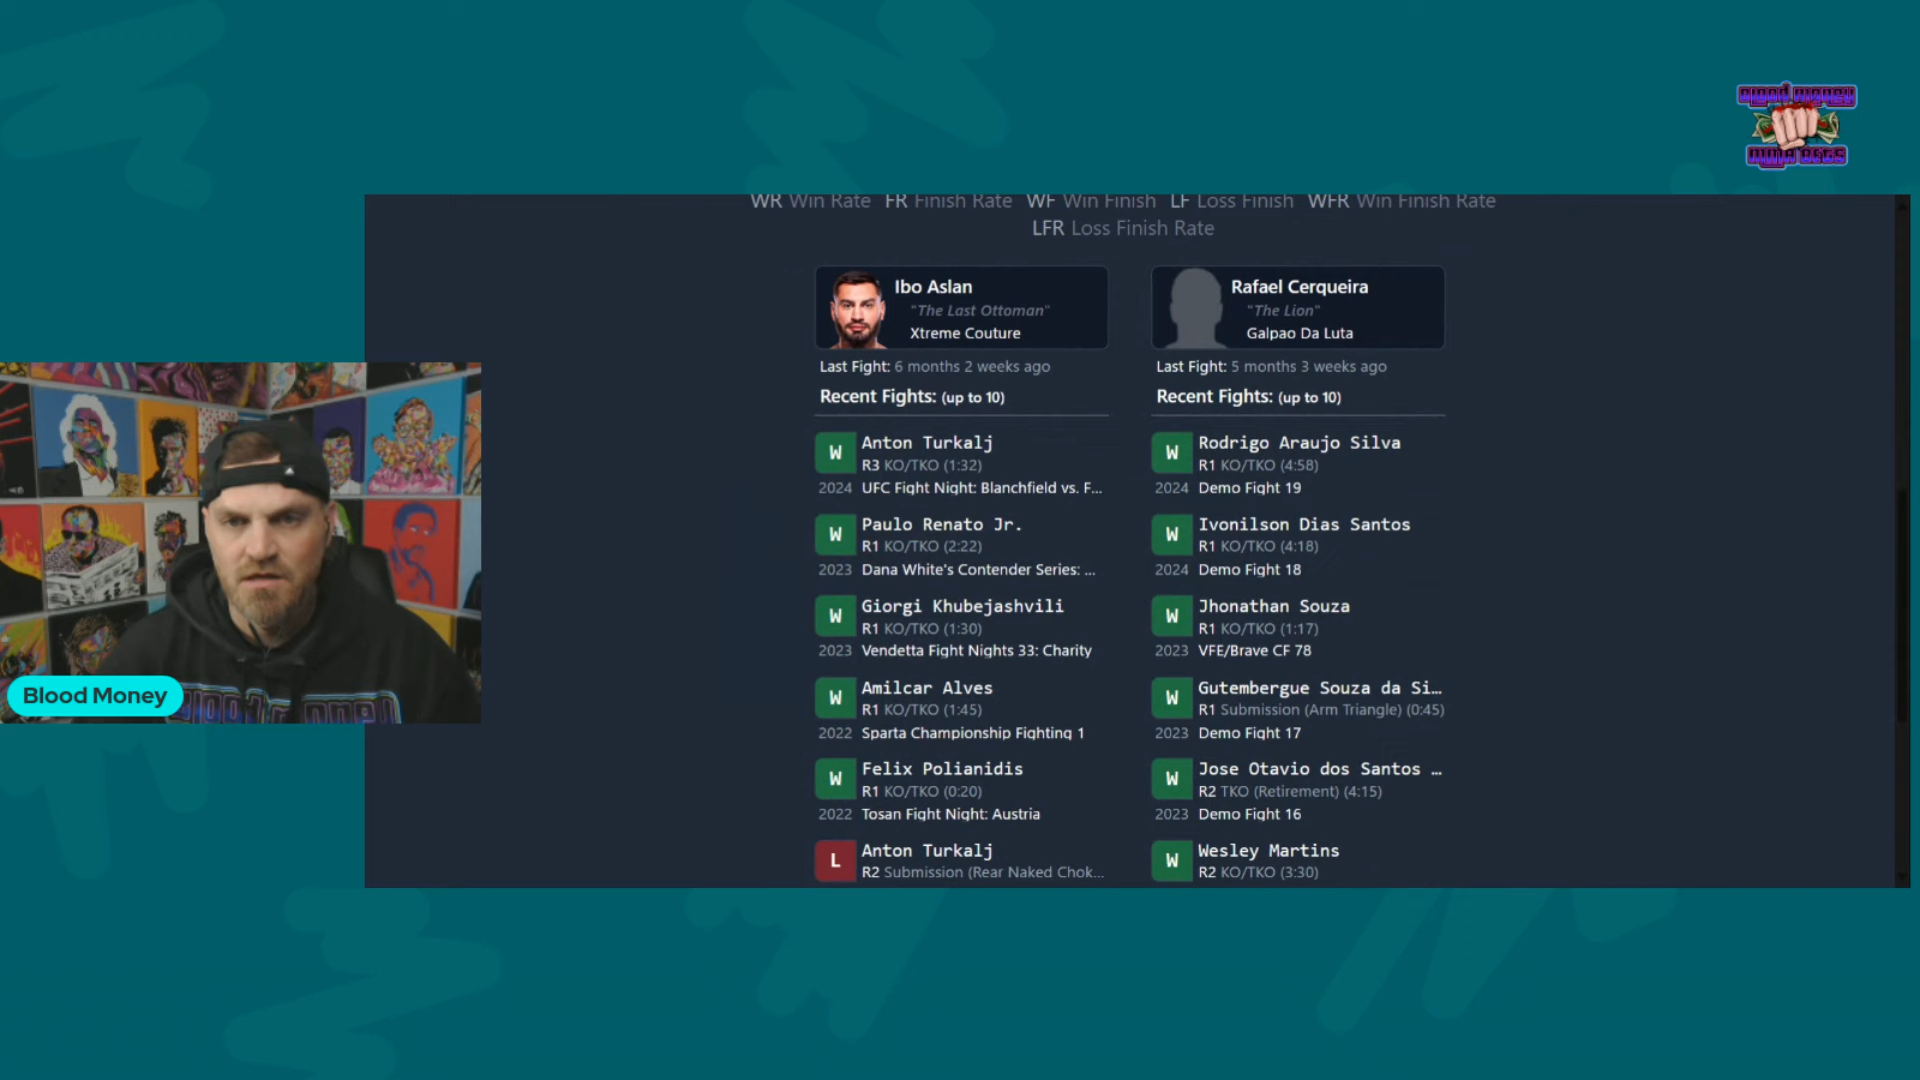 BLOOD MONEY
MMA BETS
WR Win Rate FR Finish Rate WF Win Finish LF Loss Finish WFR Win Finish Rate
LFR Loss Finish Rate
Ibo Aslan
"The Last Ottoman"
Xtreme Couture
Last Fight: 6 months 2 weeks ago
Recent Fights: (up to 10)
W Anton Turkalj
R3 KO/TKO (1:32)
2024 UFC Fight Night: Blanchfield vs. F...
W Paulo Renato Jr.
R1 KO/TKO (2:22)
2023 Dana White's Contender Series: ...
W Giorgi Khubejashvili
R1 KO/TKO (1:30)
2023 Vendetta Fight Nights 33: Charity
W Amilcar Alves
R1 KO/TKO (1:45)
2022 Sparta Championship Fighting 1
W Felix Polianidis
R1 KO/TKO (0:20)
2022 Tosan Fight Night: Austria
L Anton Turkalj
R2 Submission (Rear Naked Chok...
Rafael Cerqueira
"The Lion"
Galpao Da Luta
Last Fight: 5 months 3 weeks ago
Recent Fights: (up to 10)
W Rodrigo Araujo Silva
R1 KO/TKO (4:58)
2024 Demo Fight 19
W Ivonilson Dias Santos
R1 KO/TKO (4:18)
2024 Demo Fight 18
W Jhonathan Souza
R1 KO/TKO (1:17)
2023 VFE/Brave CF 78
W Gutembergue Souza da Si...
R1 Submission (Arm Triangle) (0:45)
2023 Demo Fight 17
W Jose Otavio dos Santos ...
R2 TKO (Retirement) (4:15)
2023 Demo Fight 16
W Wesley Martins
R2 KO/TKO (3:30)
Blood Money